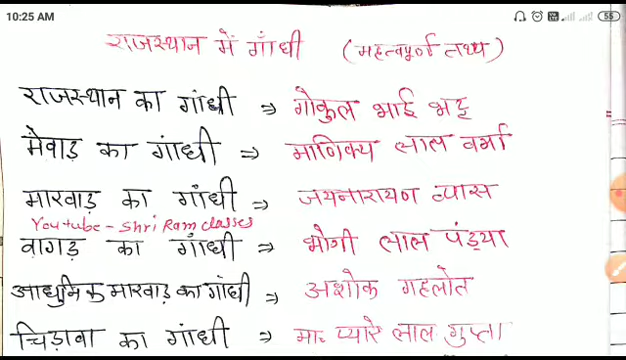 10:25 AM 55
राजस्थान में गाँधी (महत्वपूर्ण तथ्य)
राजस्थान का गांधी ⇒ गोकुल भाई भट्ट
मेवाड़ का गांधी ⇒ माणिक्य लाल वर्मा
मारवाड़ का गांधी ⇒ जयनारायण व्यास
Youtube - Shri Ram classes
वागड़ का गांधी ⇒ भोगी लाल पंड्या
आधुनिक मारवाड़ का गांधी ⇒ अशोक गहलोत
चिड़ावा का गांधी ⇒ मा. प्यारे लाल गुप्ता